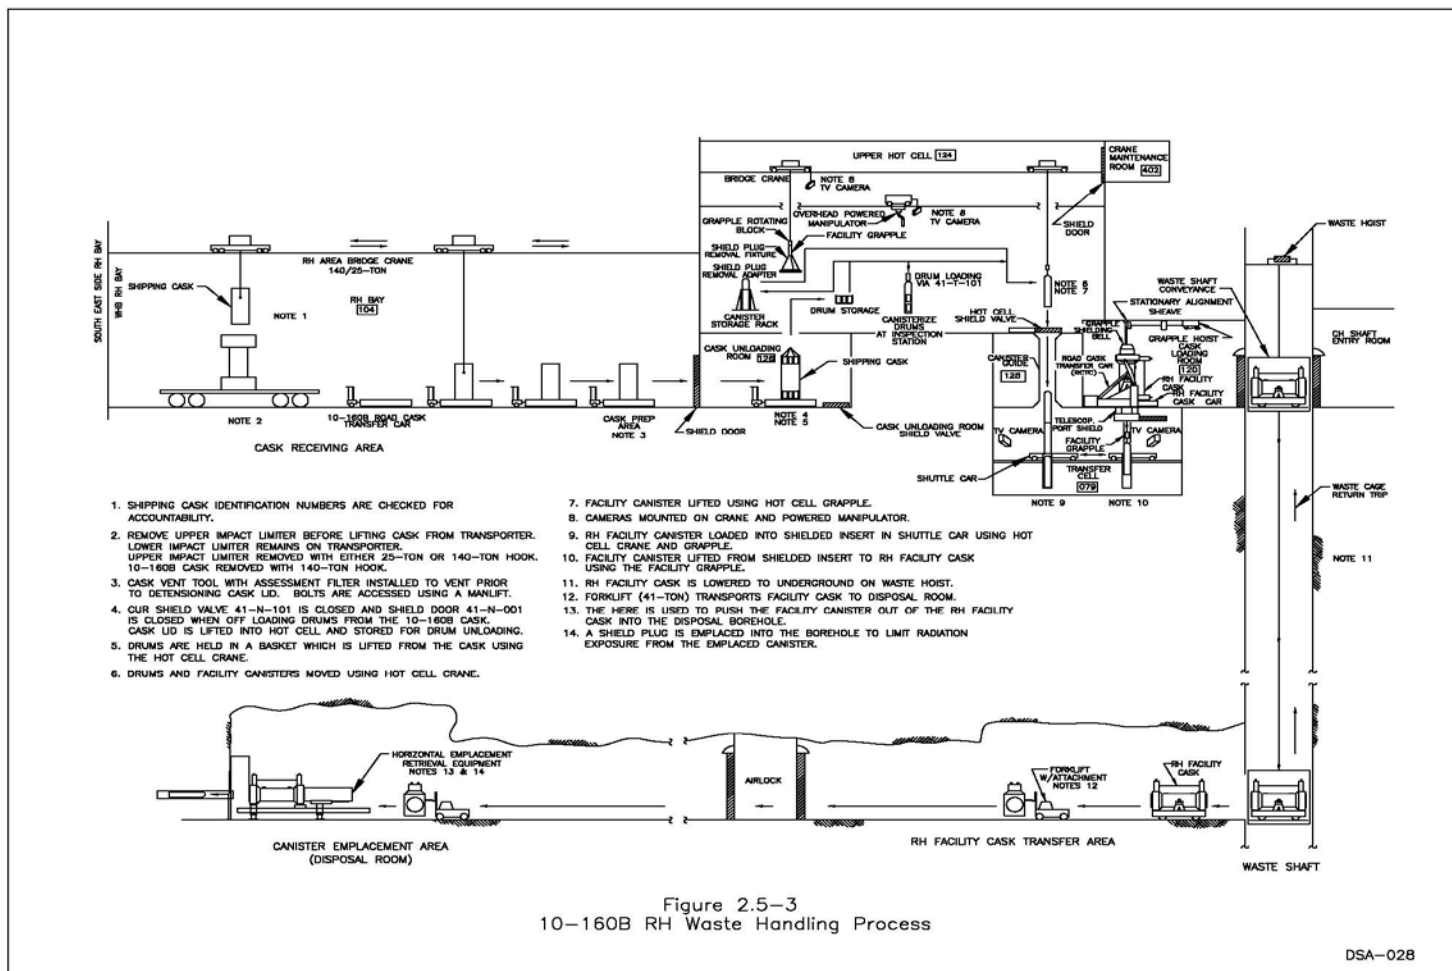 UPPER HOT CELL 124
CRANE
MAINTENANCE
ROOM 402
BRIDGE CRANE
NOTE 8
TV CAMERA
OVERHEAD POWERED
MANIPULATOR
NOTE 8
TV CAMERA
SHIELD
DOOR
GRAPPLE ROTATING
BLOCK
FACILITY GRAPPLE
SHIELD PLUG
REMOVAL FIXTURE
SHIELD PLUG
REMOVAL ADAPTER
CANISTER
STORAGE RACK
DRUM STORAGE
DRUM LOADING
VIA 41-T-101
CANISTERIZE
DRUMS
AT INSPECTION
STATION
NOTE 6
NOTE 7
HOT CELL
SHIELD VALVE
WASTE HOIST
WASTE SHAFT
CONVEYANCE
STATIONARY ALIGNMENT
SHEAVE
GRAPPLE
SHIELDING
BELL
GRAPPLE HOIST
CASK
LOADING
ROOM
120
CH SHAFT
ENTRY ROOM
SOUTH EAST SIDE RH BAY
WHB RH BAY
RH AREA BRIDGE CRANE
140/25-TON
SHIPPING CASK
RH BAY
104
NOTE 1
CASK UNLOADING
ROOM 126
SHIPPING CASK
CANISTER
GUIDE
128
ROAD CASK
TRANSFER CAR
(RCTC)
RH FACILITY
CASK
RH FACILITY
CASK CAR
NOTE 2
10-160B ROAD CASK
TRANSFER CAR
CASK PREP
AREA
NOTE 3
SHIELD DOOR
NOTE 4
NOTE 5
CASK UNLOADING ROOM
SHIELD VALVE
TELESCOP.
PORT SHIELD
TV CAMERA
FACILITY
GRAPPLE
TV CAMERA
CASK RECEIVING AREA
SHUTTLE CAR
TRANSFER
CELL
079
NOTE 9
NOTE 10
WASTE CAGE
RETURN TRIP
NOTE 11
1. SHIPPING CASK IDENTIFICATION NUMBERS ARE CHECKED FOR
ACCOUNTABILITY.
2. REMOVE UPPER IMPACT LIMITER BEFORE LIFTING CASK FROM TRANSPORTER.
LOWER IMPACT LIMITER REMAINS ON TRANSPORTER.
UPPER IMPACT LIMITER REMOVED WITH EITHER 25-TON OR 140-TON HOOK.
10-160B CASK REMOVED WITH 140-TON HOOK.
3. CASK VENT TOOL WITH ASSESSMENT FILTER INSTALLED TO VENT PRIOR
TO DETENSIONING CASK LID. BOLTS ARE ACCESSED USING A MANLIFT.
4. CUR SHIELD VALVE 41-N-101 IS CLOSED AND SHIELD DOOR 41-N-001
IS CLOSED WHEN OFF LOADING DRUMS FROM THE 10-160B CASK.
CASK LID IS LIFTED INTO HOT CELL AND STORED FOR DRUM UNLOADING.
5. DRUMS ARE HELD IN A BASKET WHICH IS LIFTED FROM THE CASK USING
THE HOT CELL CRANE.
6. DRUMS AND FACILITY CANISTERS MOVED USING HOT CELL CRANE.
7. FACILITY CANISTER LIFTED USING HOT CELL GRAPPLE.
8. CAMERAS MOUNTED ON CRANE AND POWERED MANIPULATOR.
9. RH FACILITY CANISTER LOADED INTO SHIELDED INSERT IN SHUTTLE CAR USING HOT
CELL CRANE AND GRAPPLE.
10. FACILITY CANISTER LIFTED FROM SHIELDED INSERT TO RH FACILITY CASK
USING THE FACILITY GRAPPLE.
11. RH FACILITY CASK IS LOWERED TO UNDERGROUND ON WASTE HOIST.
12. FORKLIFT (41-TON) TRANSPORTS FACILITY CASK TO DISPOSAL ROOM.
13. THE HERE IS USED TO PUSH THE FACILITY CANISTER OUT OF THE RH FACILITY
CASK INTO THE DISPOSAL BOREHOLE.
14. A SHIELD PLUG IS EMPLACED INTO THE BOREHOLE TO LIMIT RADIATION
EXPOSURE FROM THE EMPLACED CANISTER.
HORIZONTAL EMPLACEMENT
RETRIEVAL EQUIPMENT
NOTES 13 & 14
AIRLOCK
FORKLIFT
W/ATTACHMENT
NOTES 12
RH FACILITY
CASK
CANISTER EMPLACEMENT AREA
(DISPOSAL ROOM)
RH FACILITY CASK TRANSFER AREA
WASTE SHAFT
Figure 2.5-3
10-160B RH Waste Handling Process
DSA-028